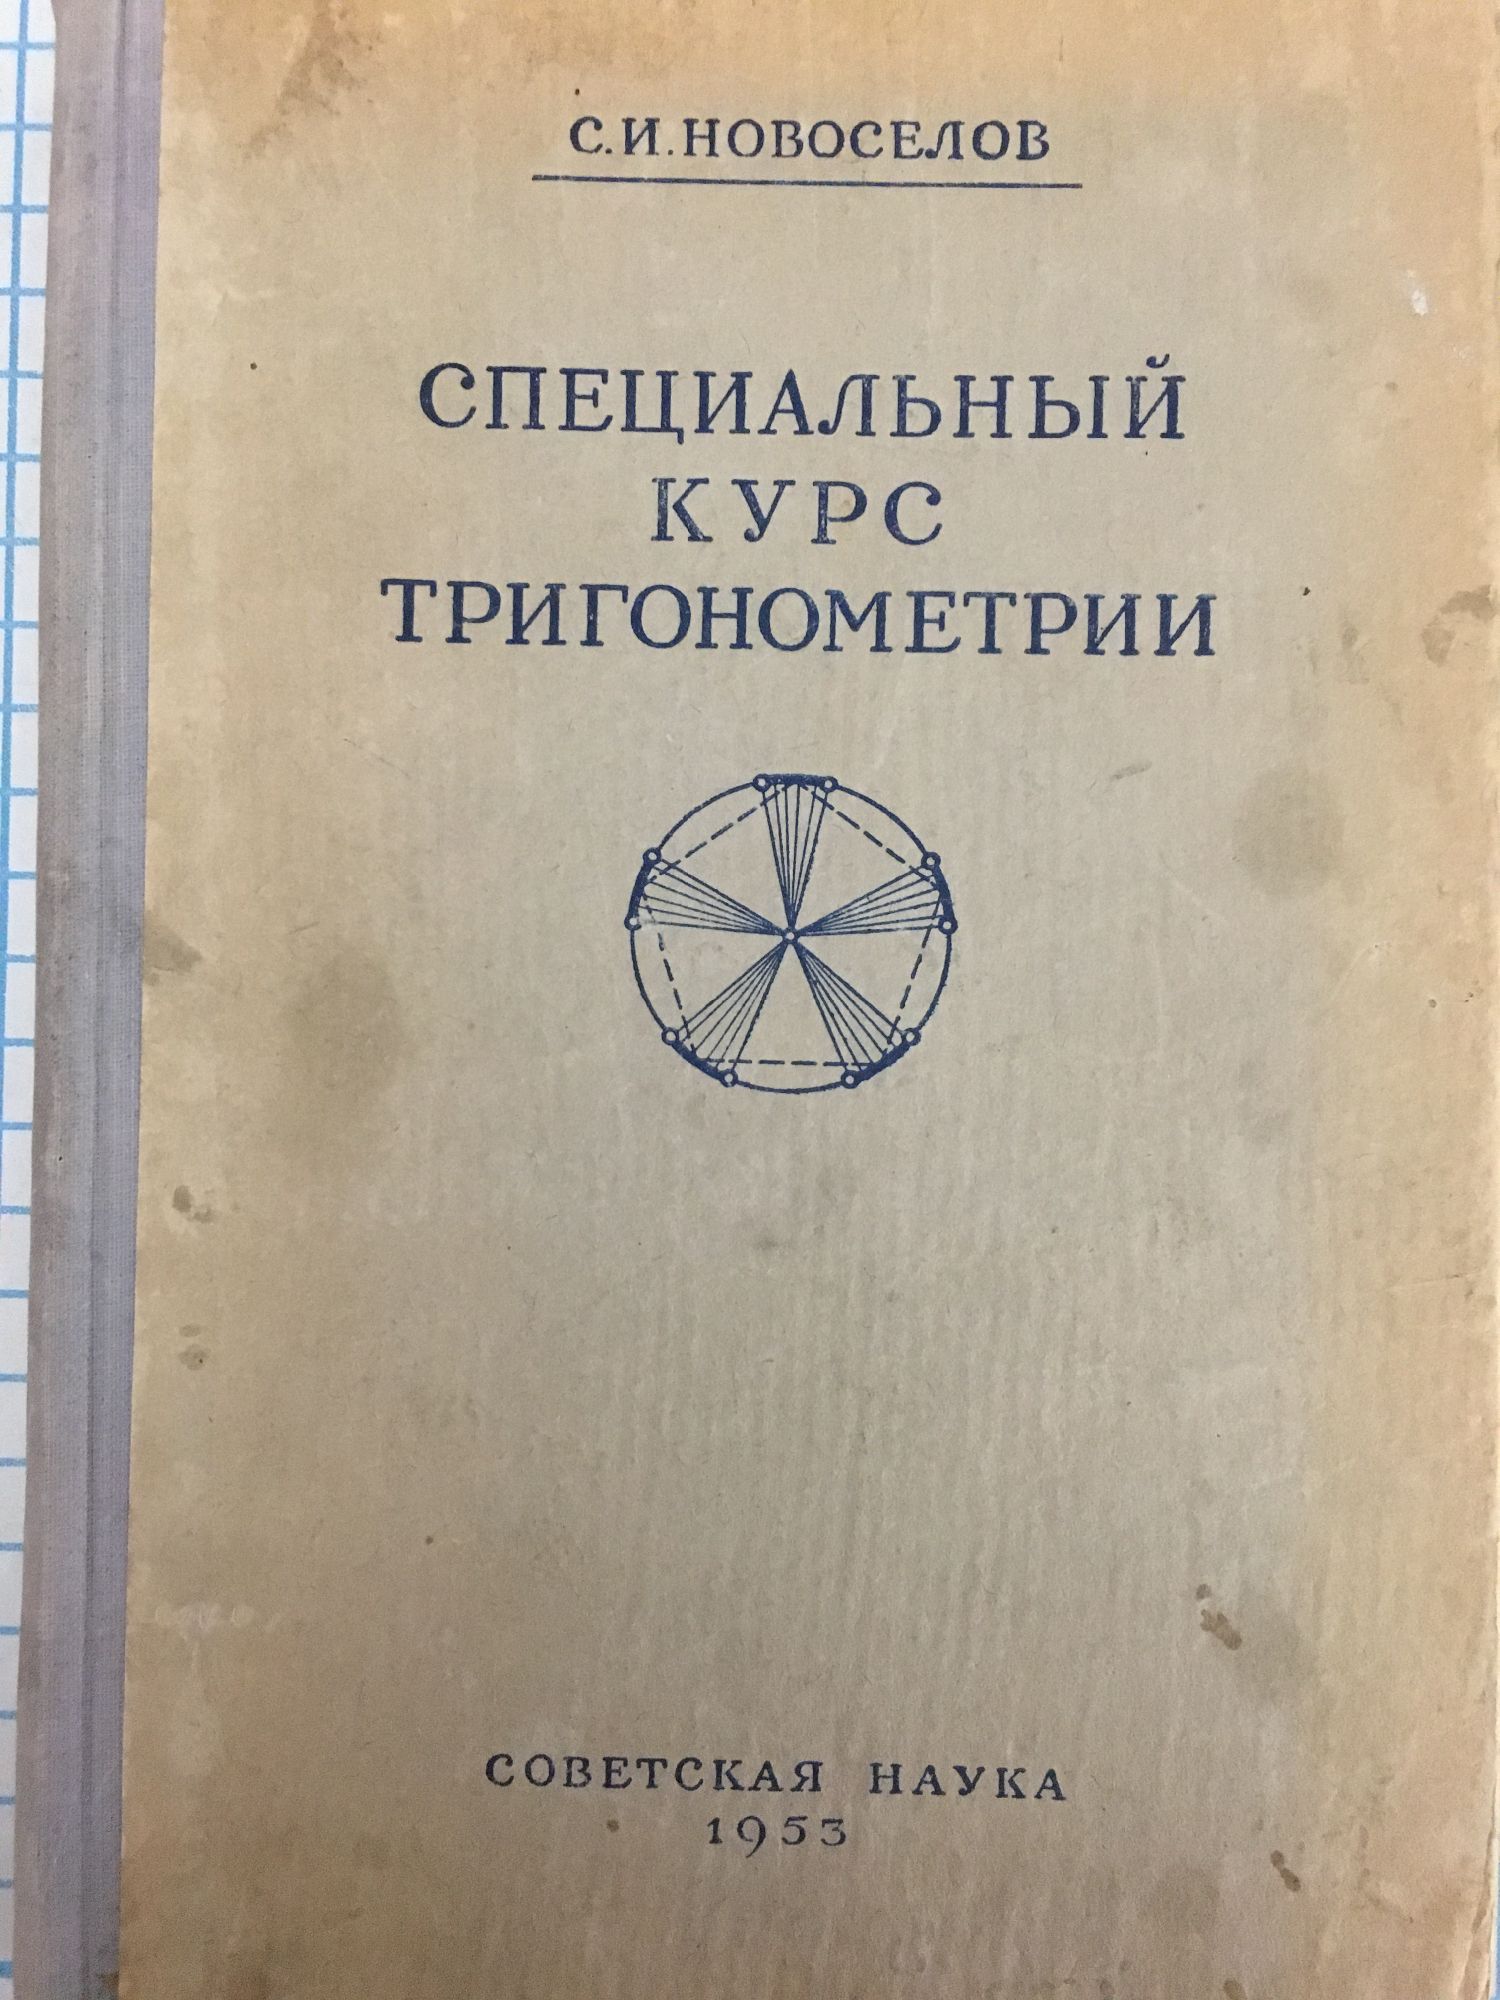 С. И. НОВОСЕЛОВ
СПЕЦИАЛЬНЫЙ
КУРС
ТРИГОНОМЕТРИИ
СОВЕТСКАЯ НАУКА
1953